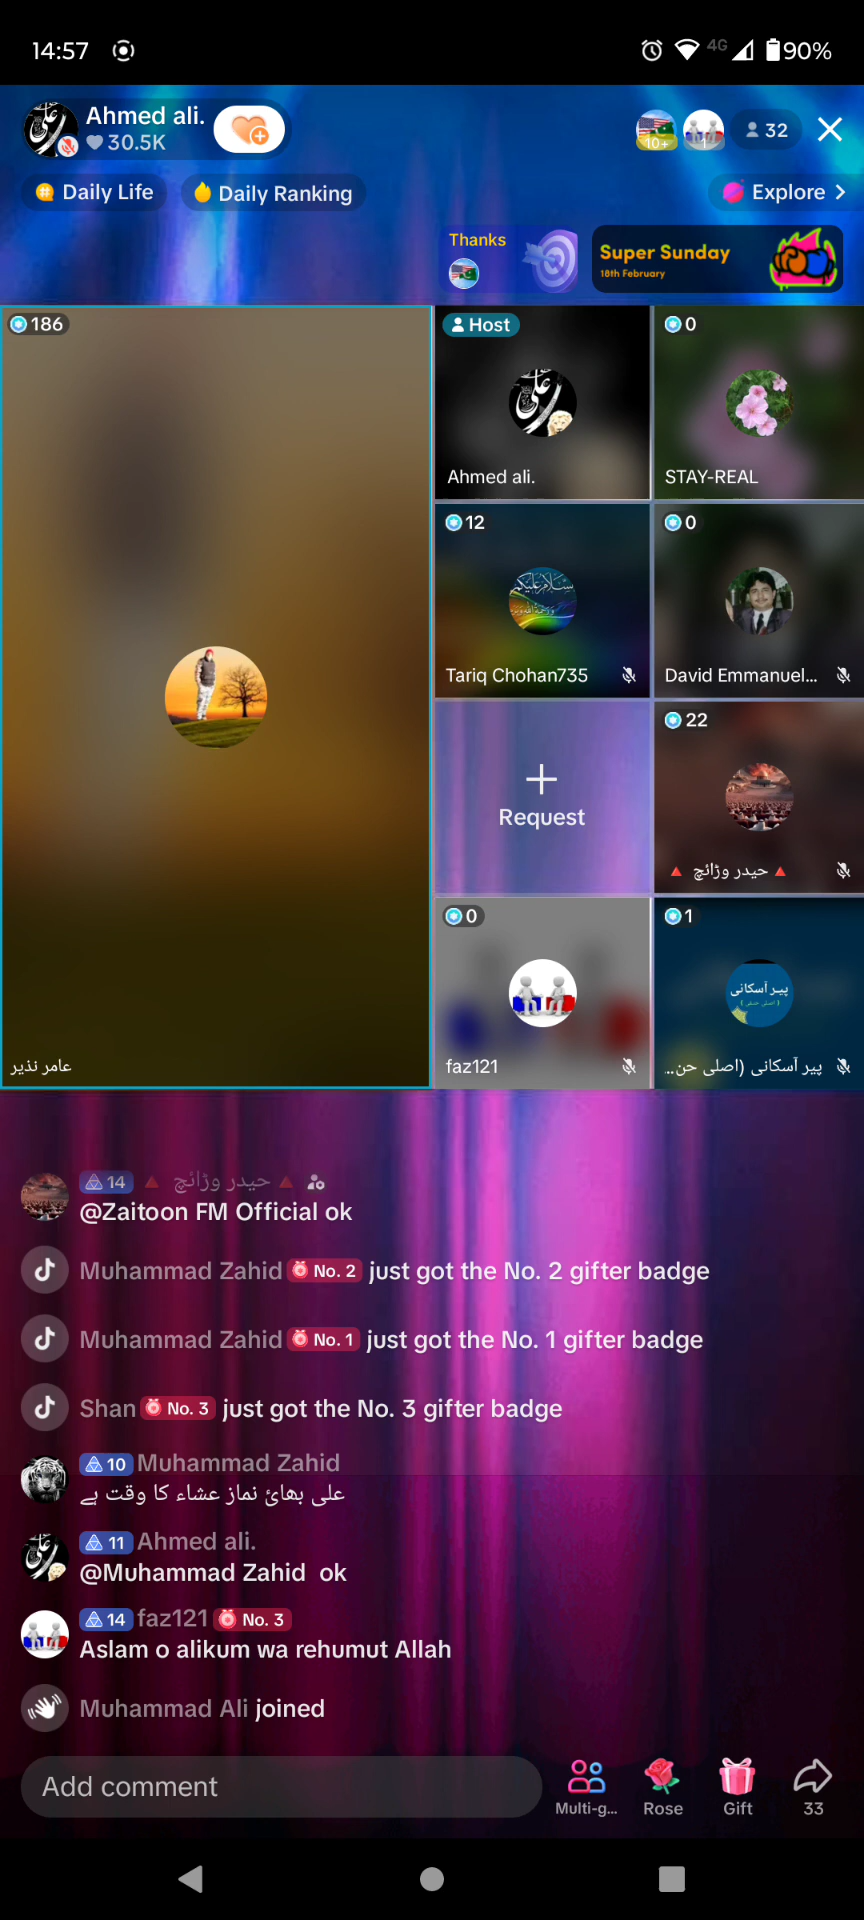 14:57
4G
90%
Ahmed ali.
30.5K
10+
1
32
Daily Life
Daily Ranking
Explore
Thanks
Super Sunday
18th February
186
عامر نذیر
Host
Ahmed ali.
0
STAY-REAL
12
Tariq Chohan735
0
David Emmanuel...
Request
22
🔺 حیدر وڑائچ 🔺
0
faz121
1
پیر آسکانی
پیر آسکانی (اصلی حن...
14 🔺 حیدر وڑائچ 🔺
@Zaitoon FM Official ok
Muhammad Zahid No. 2 just got the No. 2 gifter badge
Muhammad Zahid No. 1 just got the No. 1 gifter badge
Shan No. 3 just got the No. 3 gifter badge
10 Muhammad Zahid
علی بھائ نماز عشاء کا وقت ہے
11 Ahmed ali.
@Muhammad Zahid ok
14 faz121 No. 3
Aslam o alikum wa rehumut Allah
Muhammad Ali joined
Add comment
Multi-g...
Rose
Gift
33